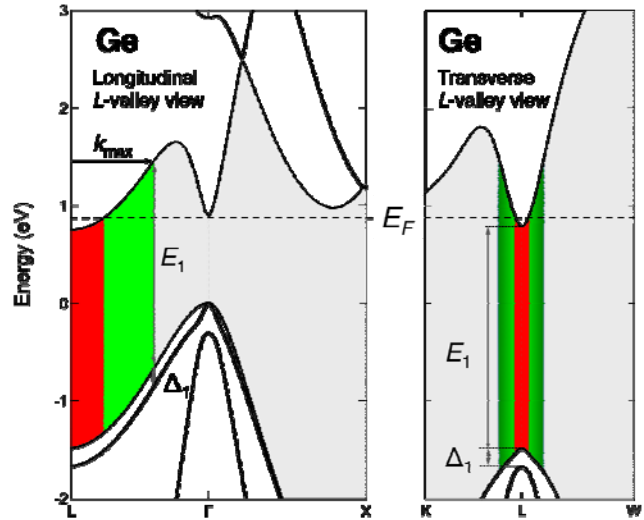 Ge
Longitudinal
L-valley view
k_max
E_1
Δ_1
Energy (eV)
3
2
1
0
-1
-2
L
Γ
X
E_F
Ge
Transverse
L-valley view
E_1
Δ_1
K
L
W